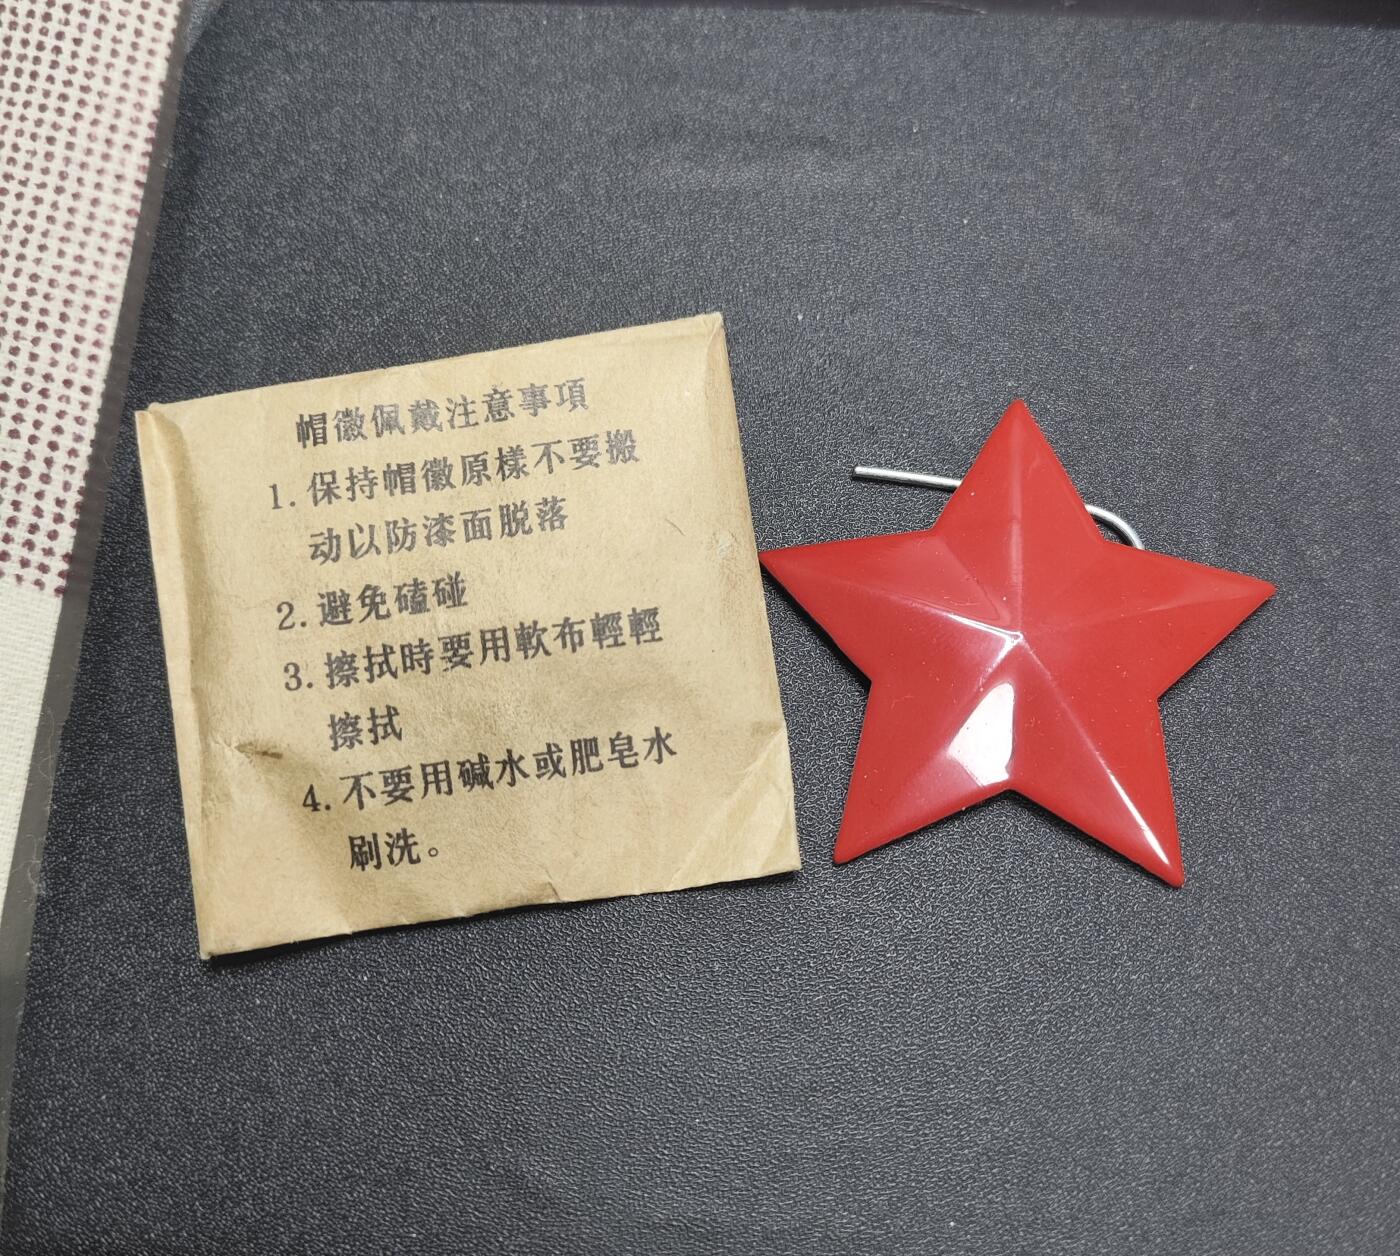 帽徽佩戴注意事項
1. 保持帽徽原樣不要搬
动以防漆面脱落
2. 避免磕碰
3. 擦拭時要用軟布輕輕
擦拭
4. 不要用碱水或肥皂水
刷洗。